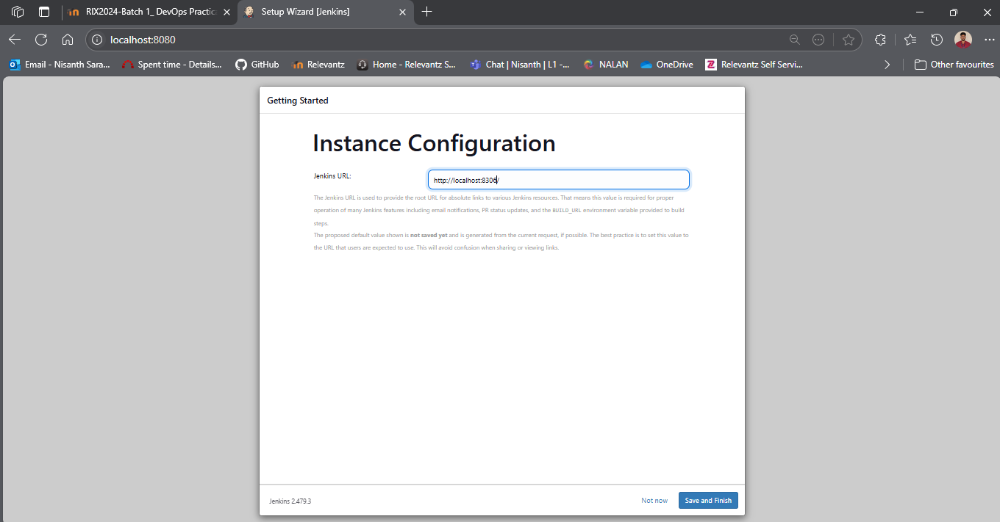 RIX2024-Batch 1_ DevOps Practic
Setup Wizard [Jenkins]
localhost:8080
Email - Nisanth Sara...
Spent time - Details...
GitHub
Relevantz
Home - Relevantz S...
Chat | Nisanth | L1 -...
NALAN
OneDrive
Relevantz Self Servi...
Other favourites
Getting Started
Instance Configuration
Jenkins URL:
http://localhost:8306/
The Jenkins URL is used to provide the root URL for absolute links to various Jenkins resources. That means this value is required for proper
operation of many Jenkins features including email notifications, PR status updates, and the BUILD_URL environment variable provided to build
steps.
The proposed default value shown is not saved yet and is generated from the current request, if possible. The best practice is to set this value to
the URL that users are expected to use. This will avoid confusion when sharing or viewing links.
Jenkins 2.479.3
Not now
Save and Finish